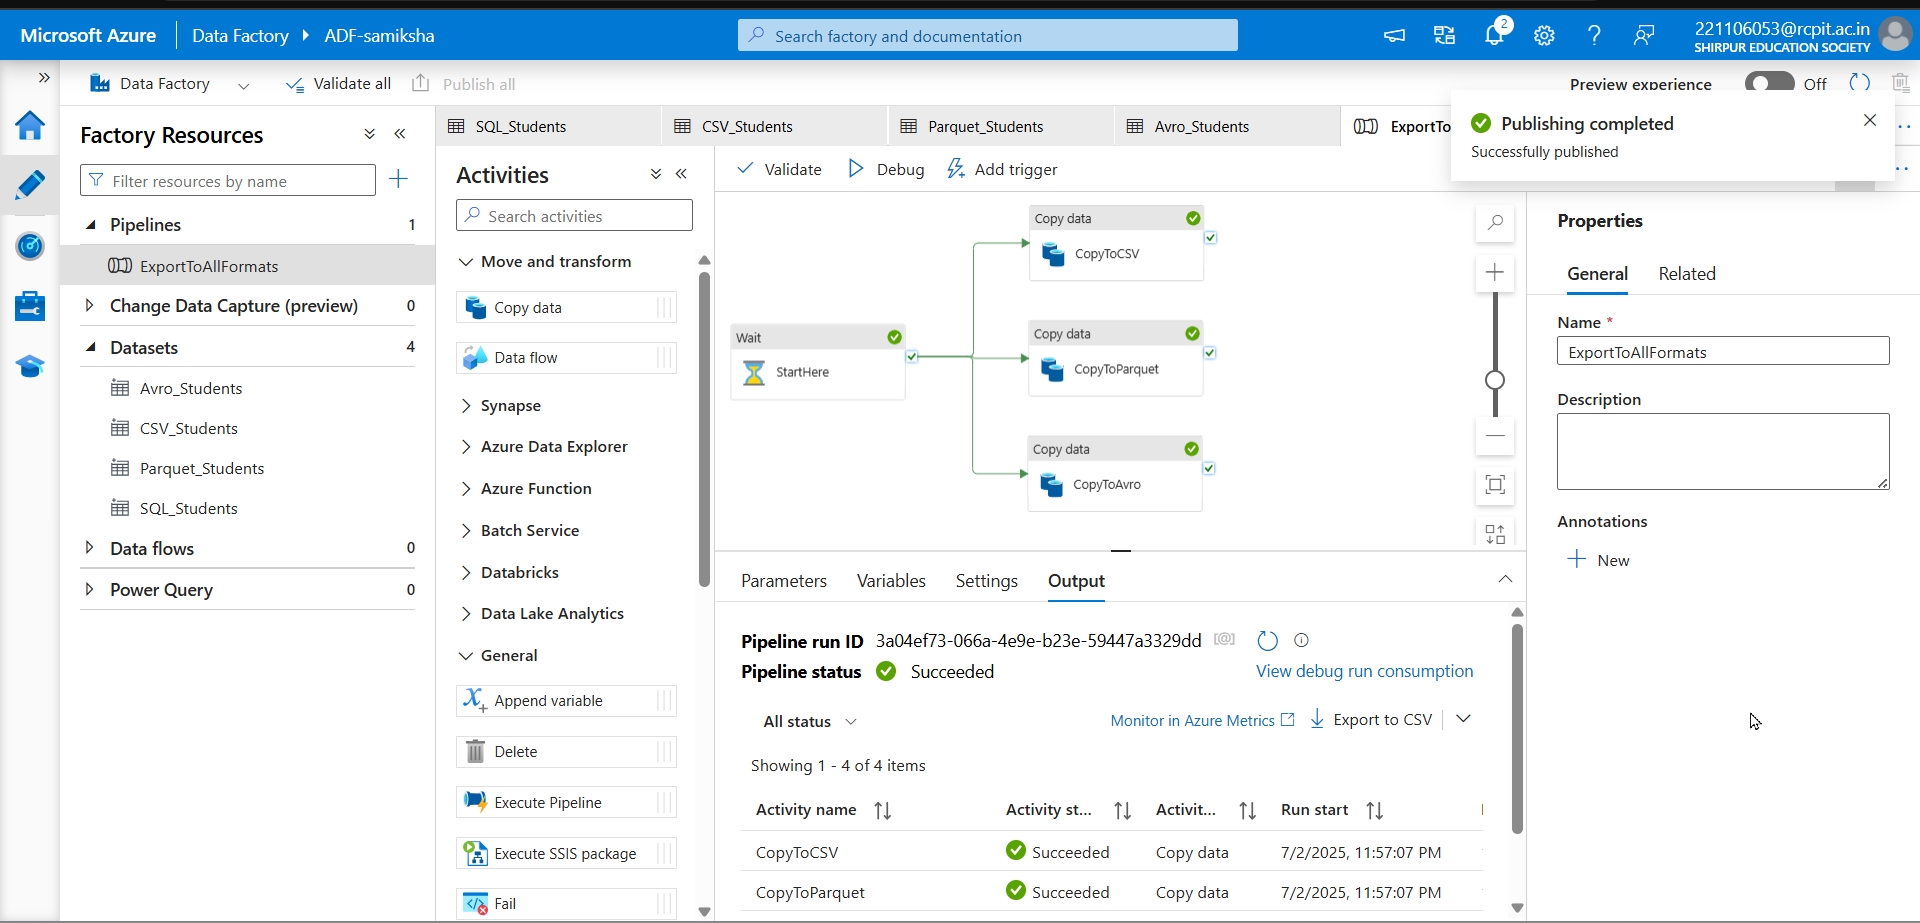 Microsoft Azure
Data Factory
ADF-samiksha
Search factory and documentation
2
221106053@rcpit.ac.in
SHIRPUR EDUCATION SOCIETY
Data Factory
Validate all
Publish all
Preview experience
Off
Publishing completed
Successfully published
Factory Resources
Filter resources by name
Pipelines
1
ExportToAllFormats
Change Data Capture (preview)
0
Datasets
4
Avro_Students
CSV_Students
Parquet_Students
SQL_Students
Data flows
0
Power Query
0
SQL_Students
CSV_Students
Parquet_Students
Avro_Students
ExportTo
Activities
Search activities
Move and transform
Copy data
Data flow
Synapse
Azure Data Explorer
Azure Function
Batch Service
Databricks
Data Lake Analytics
General
Append variable
Delete
Execute Pipeline
Execute SSIS package
Fail
Validate
Debug
Add trigger
Wait
StartHere
Copy data
CopyToCSV
Copy data
CopyToParquet
Copy data
CopyToAvro
Parameters
Variables
Settings
Output
Pipeline run ID 3a04ef73-066a-4e9e-b23e-59447a3329dd
Pipeline status Succeeded
View debug run consumption
All status
Monitor in Azure Metrics
Export to CSV
Showing 1 - 4 of 4 items
Activity name Activity st... Activit... Run start
CopyToCSV Succeeded Copy data 7/2/2025, 11:57:07 PM
CopyToParquet Succeeded Copy data 7/2/2025, 11:57:07 PM
Properties
General
Related
Name *
ExportToAllFormats
Description
Annotations
New